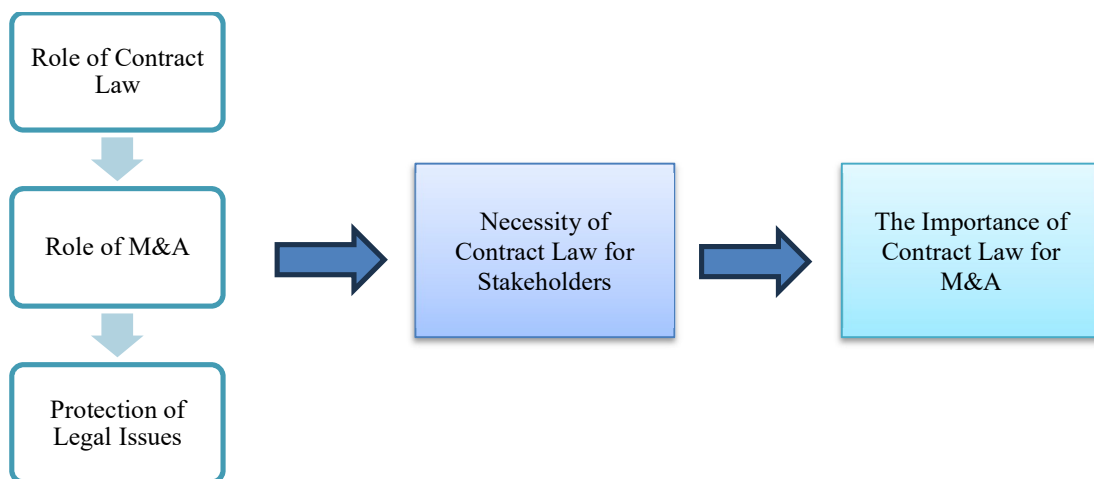 Role of Contract
Law
Role of M&A
Protection of
Legal Issues
Necessity of
Contract Law for
Stakeholders
The Importance of
Contract Law for
M&A